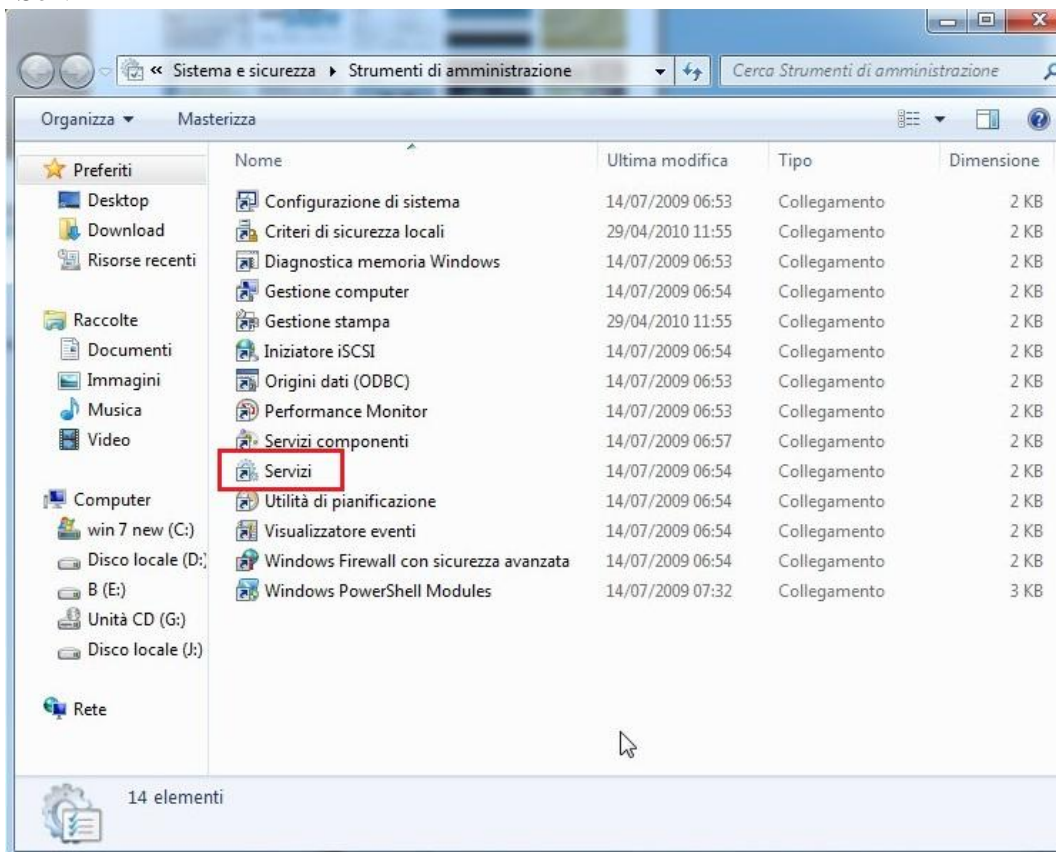 « Sistema e sicurezza ▸ Strumenti di amministrazione
Cerca Strumenti di amministrazione
Organizza ▾ Masterizza
Preferiti
Desktop
Download
Risorse recenti
Raccolte
Documenti
Immagini
Musica
Video
Computer
win 7 new (C:)
Disco locale (D:)
B (E:)
Unità CD (G:)
Disco locale (J:)
Rete
Nome Ultima modifica Tipo Dimensione
Configurazione di sistema 14/07/2009 06:53 Collegamento 2 KB
Criteri di sicurezza locali 29/04/2010 11:55 Collegamento 2 KB
Diagnostica memoria Windows 14/07/2009 06:53 Collegamento 2 KB
Gestione computer 14/07/2009 06:54 Collegamento 2 KB
Gestione stampa 29/04/2010 11:55 Collegamento 2 KB
Iniziatore iSCSI 14/07/2009 06:54 Collegamento 2 KB
Origini dati (ODBC) 14/07/2009 06:53 Collegamento 2 KB
Performance Monitor 14/07/2009 06:53 Collegamento 2 KB
Servizi componenti 14/07/2009 06:57 Collegamento 2 KB
Servizi 14/07/2009 06:54 Collegamento 2 KB
Utilità di pianificazione 14/07/2009 06:54 Collegamento 2 KB
Visualizzatore eventi 14/07/2009 06:54 Collegamento 2 KB
Windows Firewall con sicurezza avanzata 14/07/2009 06:54 Collegamento 2 KB
Windows PowerShell Modules 14/07/2009 07:32 Collegamento 3 KB
14 elementi